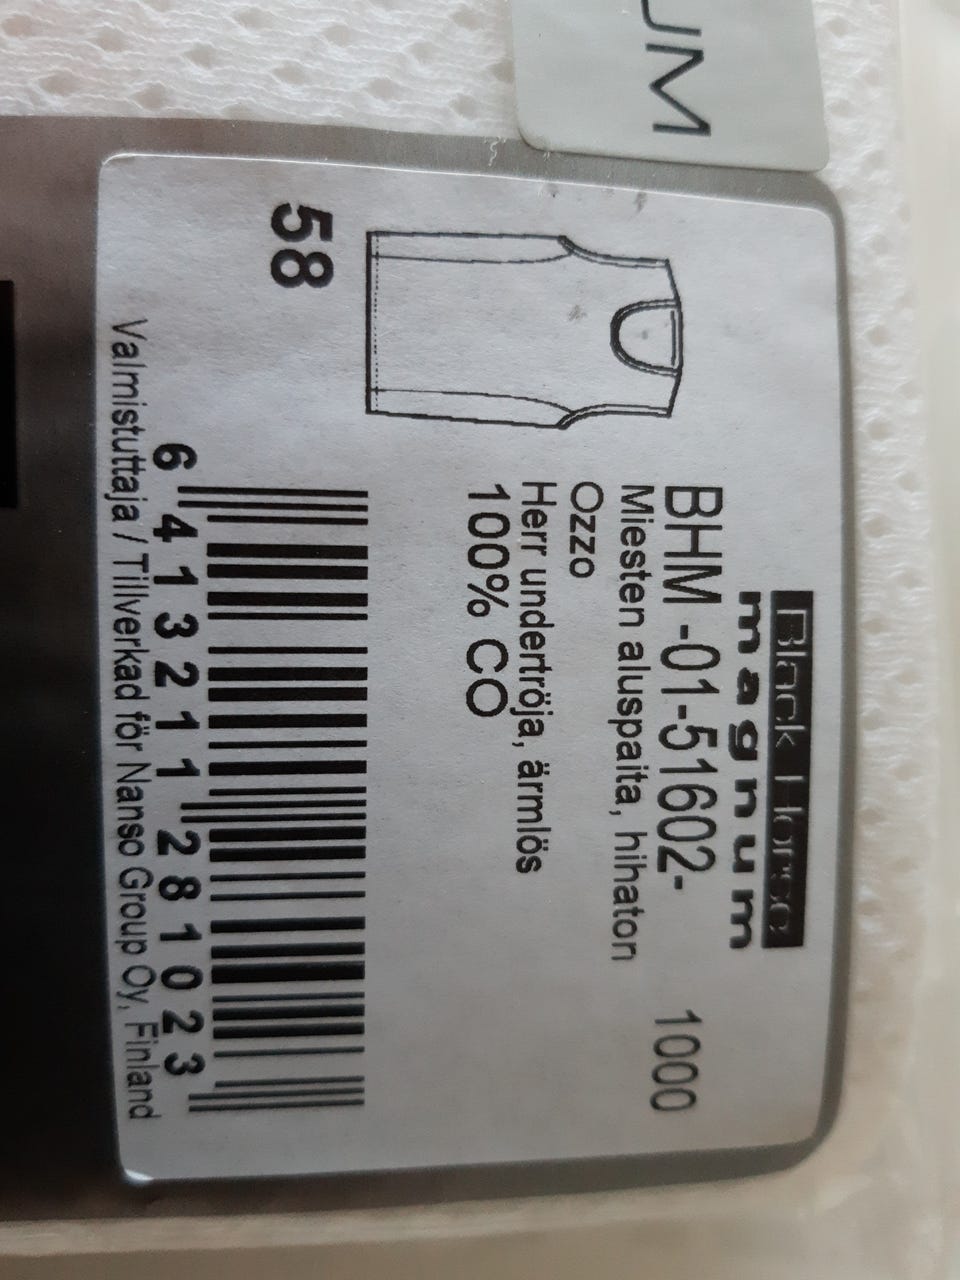 UM
Black Horse
magnum
BHM -01-51602- 1000
Miesten aluspaita, hihaton
Ozzo
Herr undertröja, ärmlös
100% CO
58
6 413211 281023
Valmistuttaja / Tillverkad för Nanso Group Oy, Finland